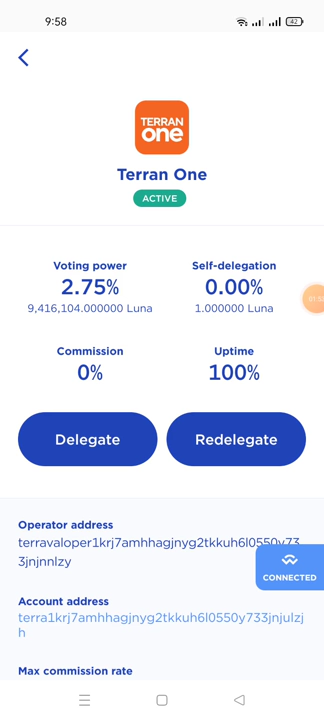 9:58
42
TERRAN
one
Terran One
ACTIVE
Voting power
2.75%
9,416,104.000000 Luna
Self-delegation
0.00%
1.000000 Luna
Commission
0%
Uptime
100%
Delegate
Redelegate
Operator address
terravaloper1krj7amhhagjnyg2tkkuh6l0550y73
3jnjnnlzy
CONNECTED
Account address
terra1krj7amhhagjnyg2tkkuh6l0550y733njulzj
h
Max commission rate